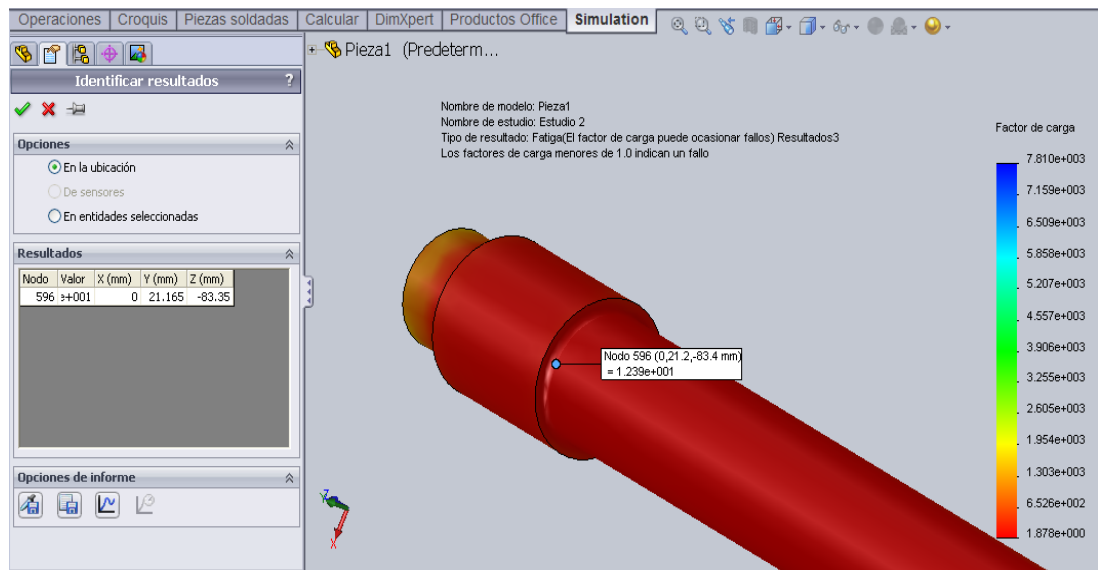 Operaciones Croquis Piezas soldadas Calcular DimXpert Productos Office Simulation
Pieza1 (Predeterm...
Identificar resultados ?
Opciones
En la ubicación
De sensores
En entidades seleccionadas
Resultados
Nodo Valor X (mm) Y (mm) Z (mm)
596 e+001 0 21.165 -83.35
Opciones de informe
Nombre de modelo: Pieza1
Nombre de estudio: Estudio 2
Tipo de resultado: Fatiga(El factor de carga puede ocasionar fallos) Resultados3
Los factores de carga menores de 1.0 indican un fallo
Nodo 596 (0,21.2,-83.4 mm)
= 1.239e+001
Z
X
Factor de carga
7.810e+003
7.159e+003
6.509e+003
5.858e+003
5.207e+003
4.557e+003
3.906e+003
3.255e+003
2.605e+003
1.954e+003
1.303e+003
6.526e+002
1.878e+000